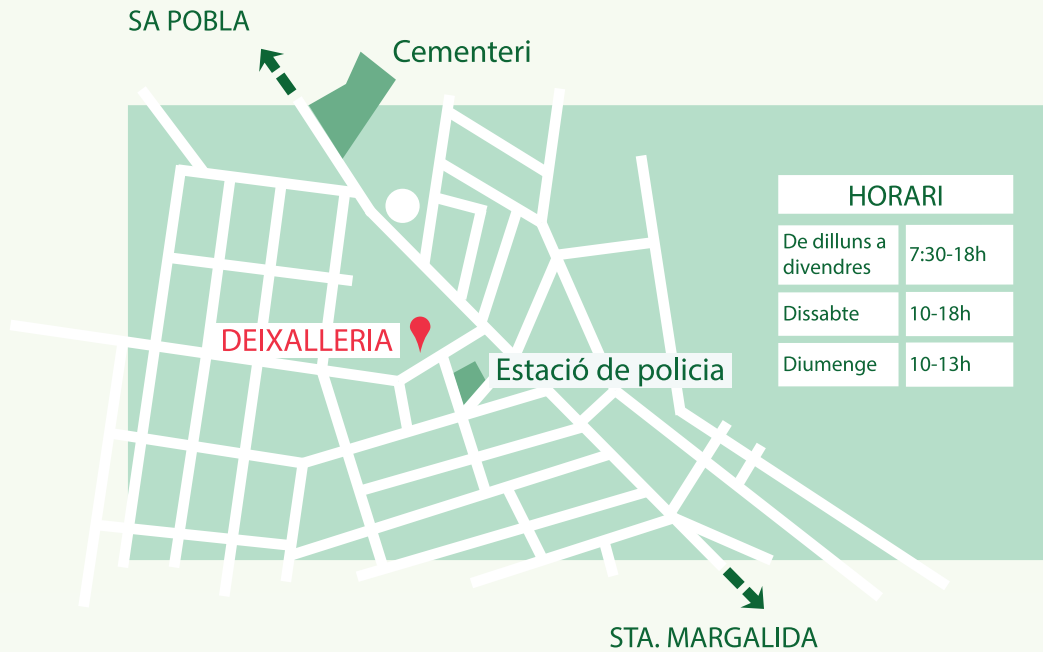 SA POBLA
Cementeri
HORARI
De dilluns a
divendres
7:30-18h
Dissabte
10-18h
Diumenge
10-13h
DEIXALLERIA
Estació de policia
STA. MARGALIDA